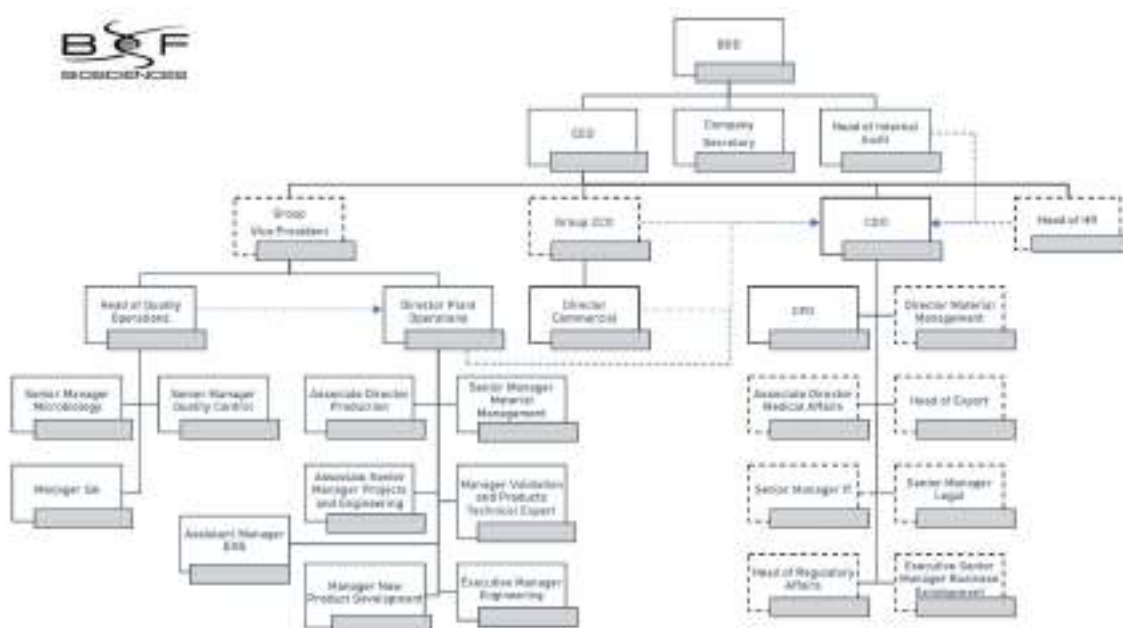 BF
BIOSCIENCES
BOD
CEO
Company
Secretary
Head of Internal
Audit
Group
Vice President
Group CCO
COO
Head of HR
Head of Quality
Operations
Director Plant
Operations
Director
Commercial
CFO
Director Material
Management
Senior Manager
Microbiology
Senior Manager
Quality Control
Associate Director
Production
Senior Manager
Material
Management
Associate Director
Medical Affairs
Head of Export
Manager QA
Associate Senior
Manager Projects
and Engineering
Manager Validation
and Products
Technical Expert
Senior Manager IT
Senior Manager
Legal
Assistant Manager
Manager New
Product Development
Executive Manager
Engineering
Head of Regulatory
Affairs
Executive Senior
Manager Business
Development